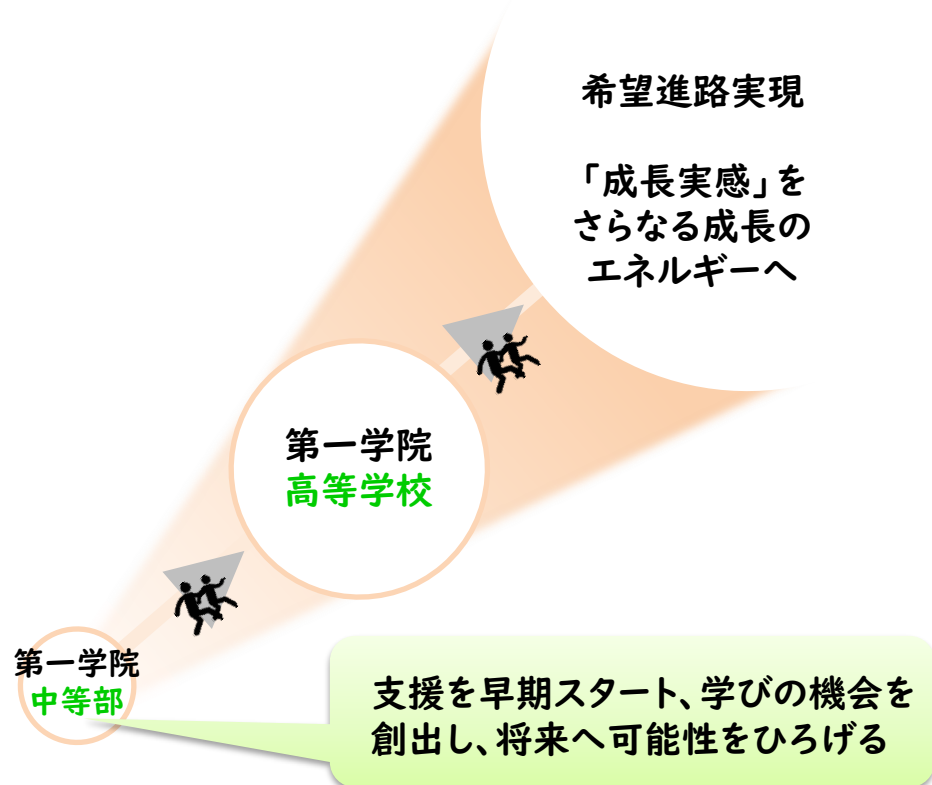 希望進路実現
「成長実感」を
さらなる成長の
エネルギーへ
第一学院
高等学校
第一学院
中等部
支援を早期スタート、学びの機会を
創出し、将来へ可能性をひろげる